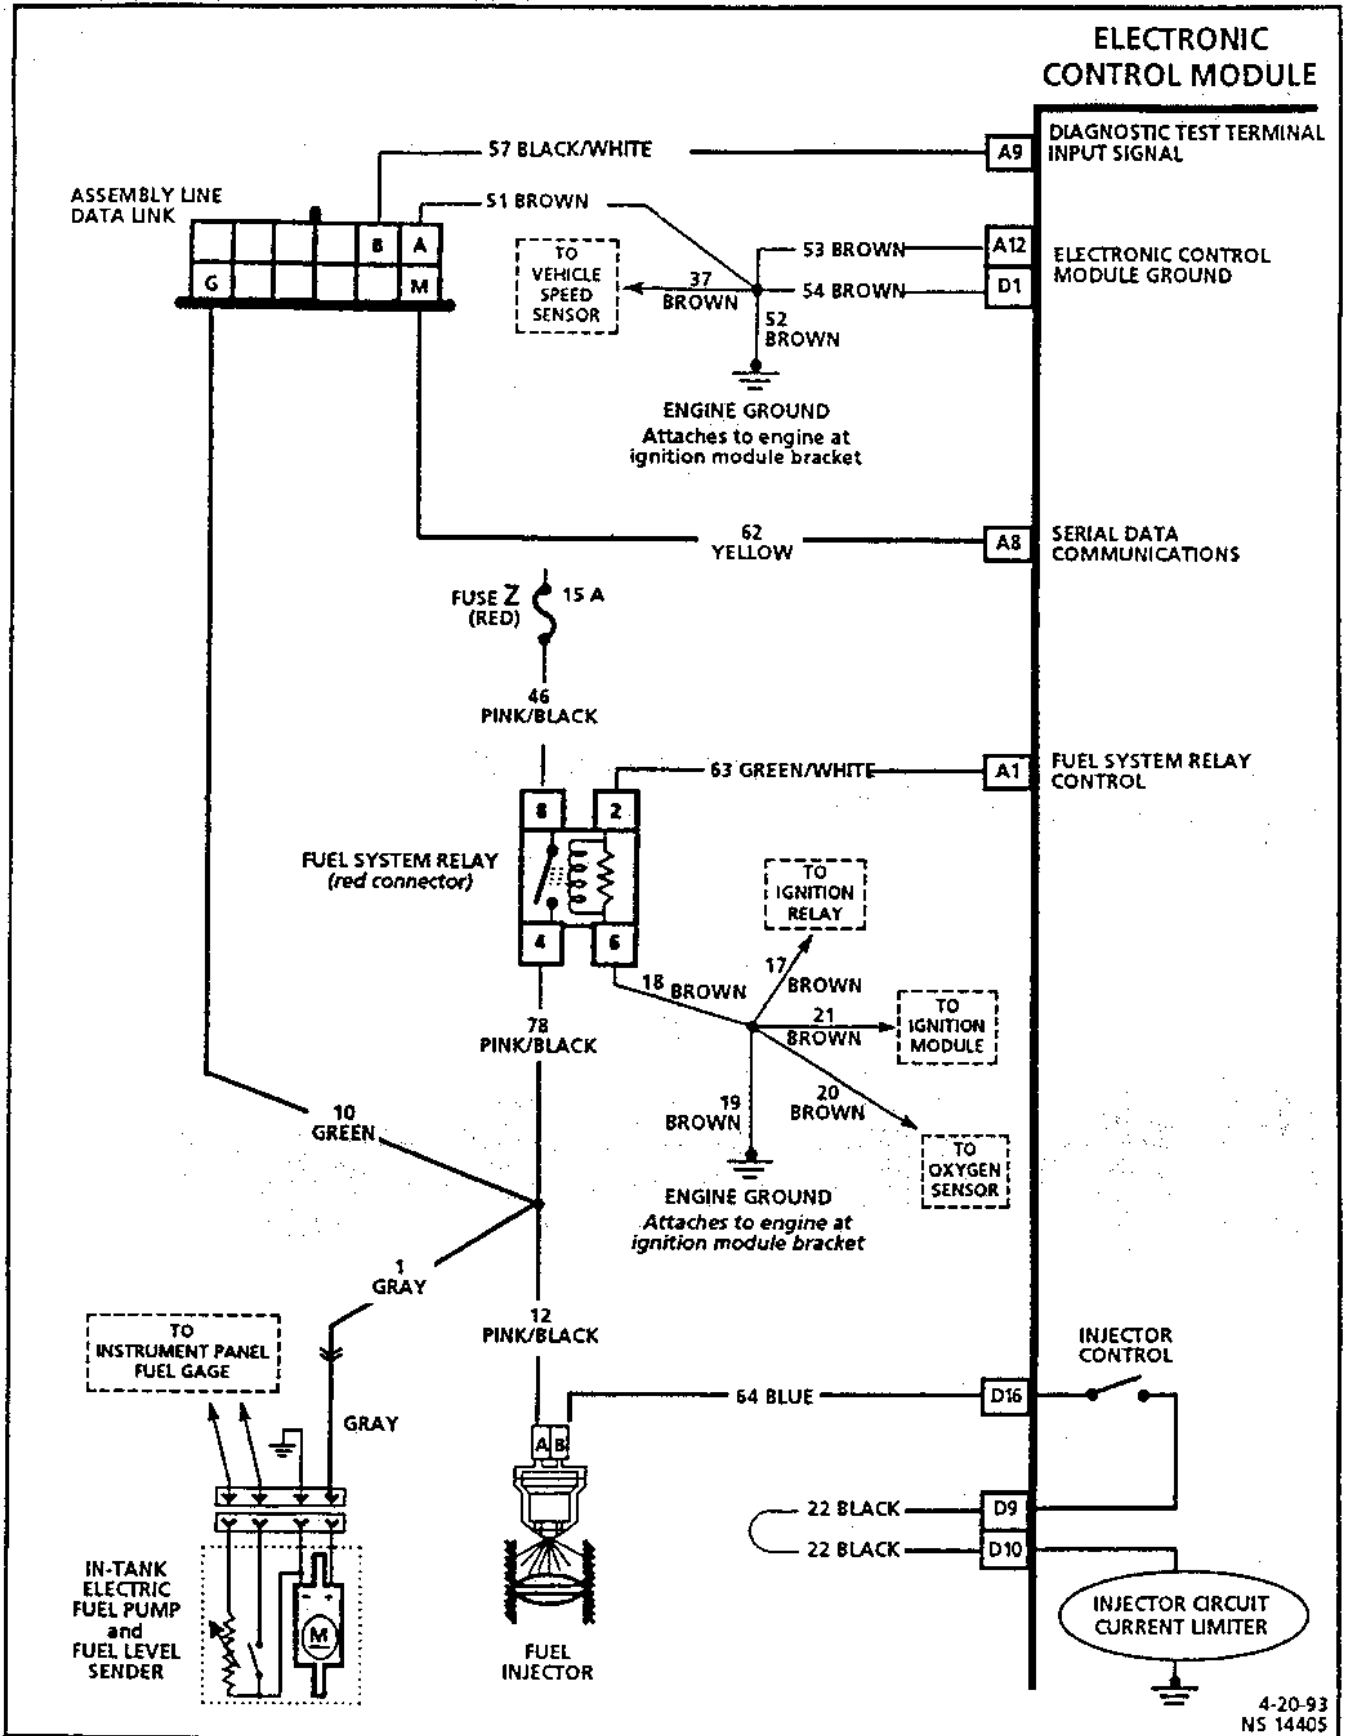 ELECTRONIC
CONTROL MODULE
57 BLACK/WHITE
A9
DIAGNOSTIC TEST TERMINAL
INPUT SIGNAL
ASSEMBLY LINE
DATA LINK
51 BROWN
B
A
G
M
TO
VEHICLE
SPEED
SENSOR
37
BROWN
53 BROWN
A12
54 BROWN
D1
ELECTRONIC CONTROL
MODULE GROUND
52
BROWN
ENGINE GROUND
Attaches to engine at
ignition module bracket
62
YELLOW
A8
SERIAL DATA
COMMUNICATIONS
FUSE Z
(RED)
15 A
46
PINK/BLACK
63 GREEN/WHITE
A1
FUEL SYSTEM RELAY
CONTROL
8
2
FUEL SYSTEM RELAY
(red connector)
4
6
TO
IGNITION
RELAY
18 BROWN
17
BROWN
21
BROWN
TO
IGNITION
MODULE
78
PINK/BLACK
19
BROWN
20
BROWN
TO
OXYGEN
SENSOR
10
GREEN
ENGINE GROUND
Attaches to engine at
ignition module bracket
1
GRAY
12
PINK/BLACK
TO
INSTRUMENT PANEL
FUEL GAGE
GRAY
INJECTOR
CONTROL
64 BLUE
D16
A B
22 BLACK
D9
22 BLACK
D10
IN-TANK
ELECTRIC
FUEL PUMP
and
FUEL LEVEL
SENDER
- +
M
FUEL
INJECTOR
INJECTOR CIRCUIT
CURRENT LIMITER
4-20-93
NS 14405